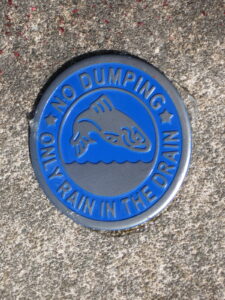 NO DUMPING
ONLY RAIN IN THE DRAIN